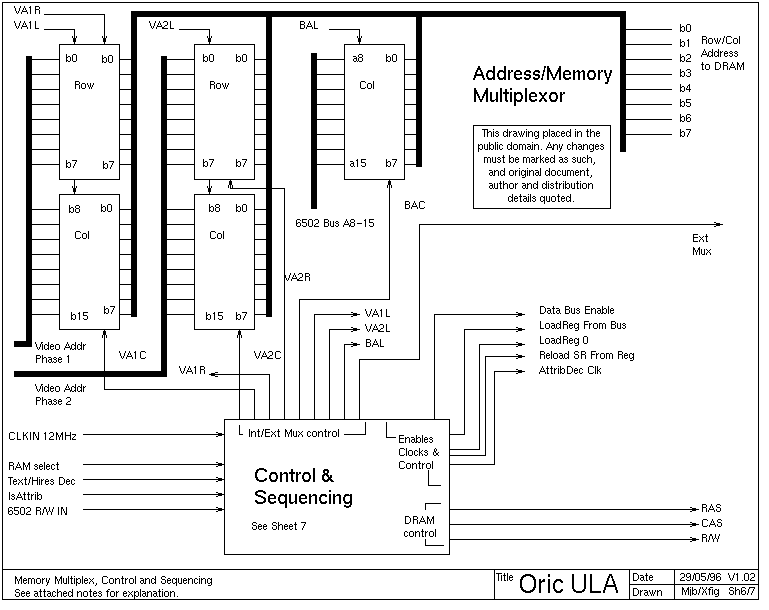 VA1R
VA1L
VA2L
BAL
b0 b0
Row
b7 b7
b8 b0
Col
b15 b7
b0 b0
Row
b7 b7
b8 b0
Col
b15 b7
a8 b0
Col
a15 b7
Address/Memory
Multiplexor
b0
b1
b2
b3
b4
b5
b6
b7
Row/Col
Address
to DRAM
This drawing placed in the
public domain. Any changes
must be marked as such,
and original document,
author and distribution
details quoted.
6502 Bus A8-15
BAC
Ext
Mux
VA2R
VA1L
VA2L
BAL
Video Addr
Phase 1
VA1C
VA1R
VA2C
Video Addr
Phase 2
Data Bus Enable
LoadReg From Bus
LoadReg 0
Reload SR From Reg
AttribDec Clk
CLKIN 12MHz
RAM select
Text/Hires Dec
IsAttrib
6502 R/W IN
Int/Ext Mux control
Enables
Clocks &
Control
Control &
Sequencing
See Sheet 7
DRAM
control
RAS
CAS
R/W
Memory Multiplex, Control and Sequencing
See attached notes for explanation.
Title Oric ULA
Date 29/05/96 V1.02
Drawn Mjb/Xfig Sh6/7